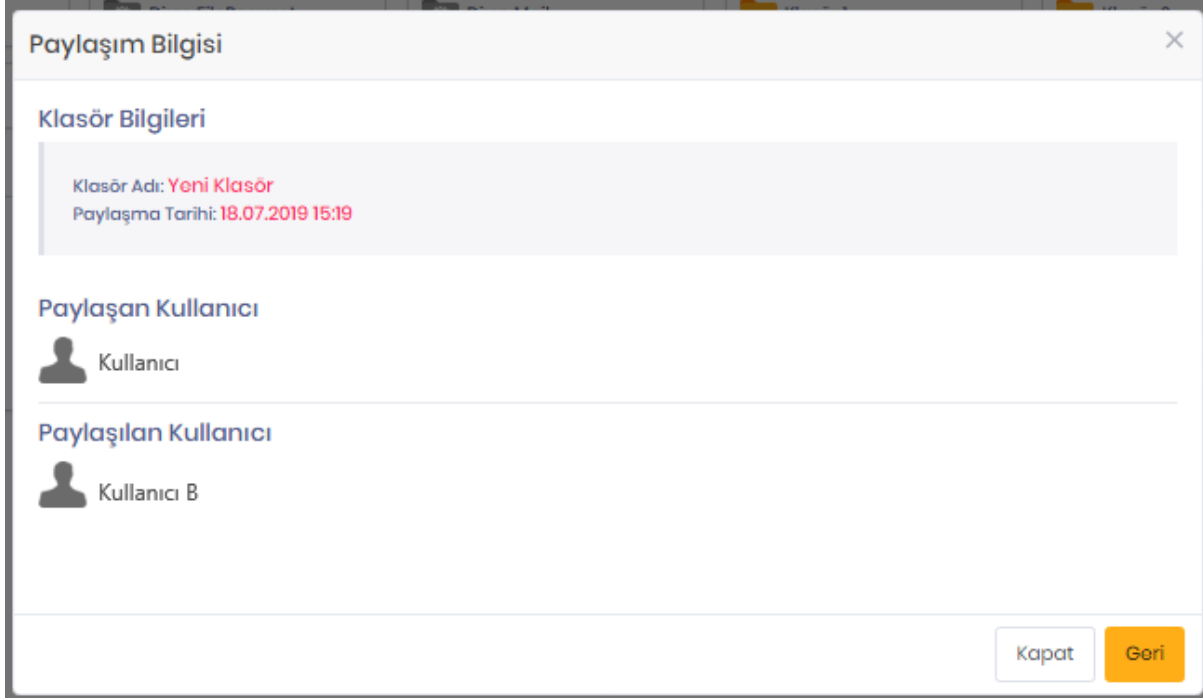 Paylaşım Bilgisi
×
Klasör Bilgileri
Klasör Adı: Yeni Klasör
Paylaşma Tarihi: 18.07.2019 15:19
Paylaşan Kullanıcı
Kullanıcı
Paylaşılan Kullanıcı
Kullanıcı B
Kapat Geri